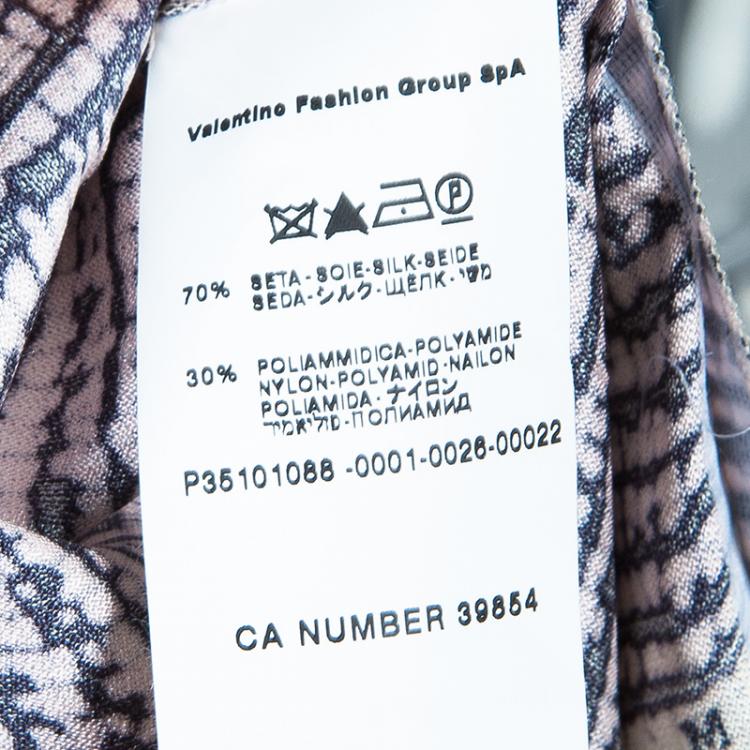 Valentino Fashion Group SpA
P
70% SETA-SOIE-SILK-SEIDE
SEDA-シルク-ЩЁЛК-משי
30% POLIAMMIDICA-POLYAMIDE
NYLON-POLYAMID-NAILON
POLIAMIDA-ナイロン
פוליאמיד-ПОЛИАМИД
P35101088 -0001-0026-00022
CA NUMBER 39854